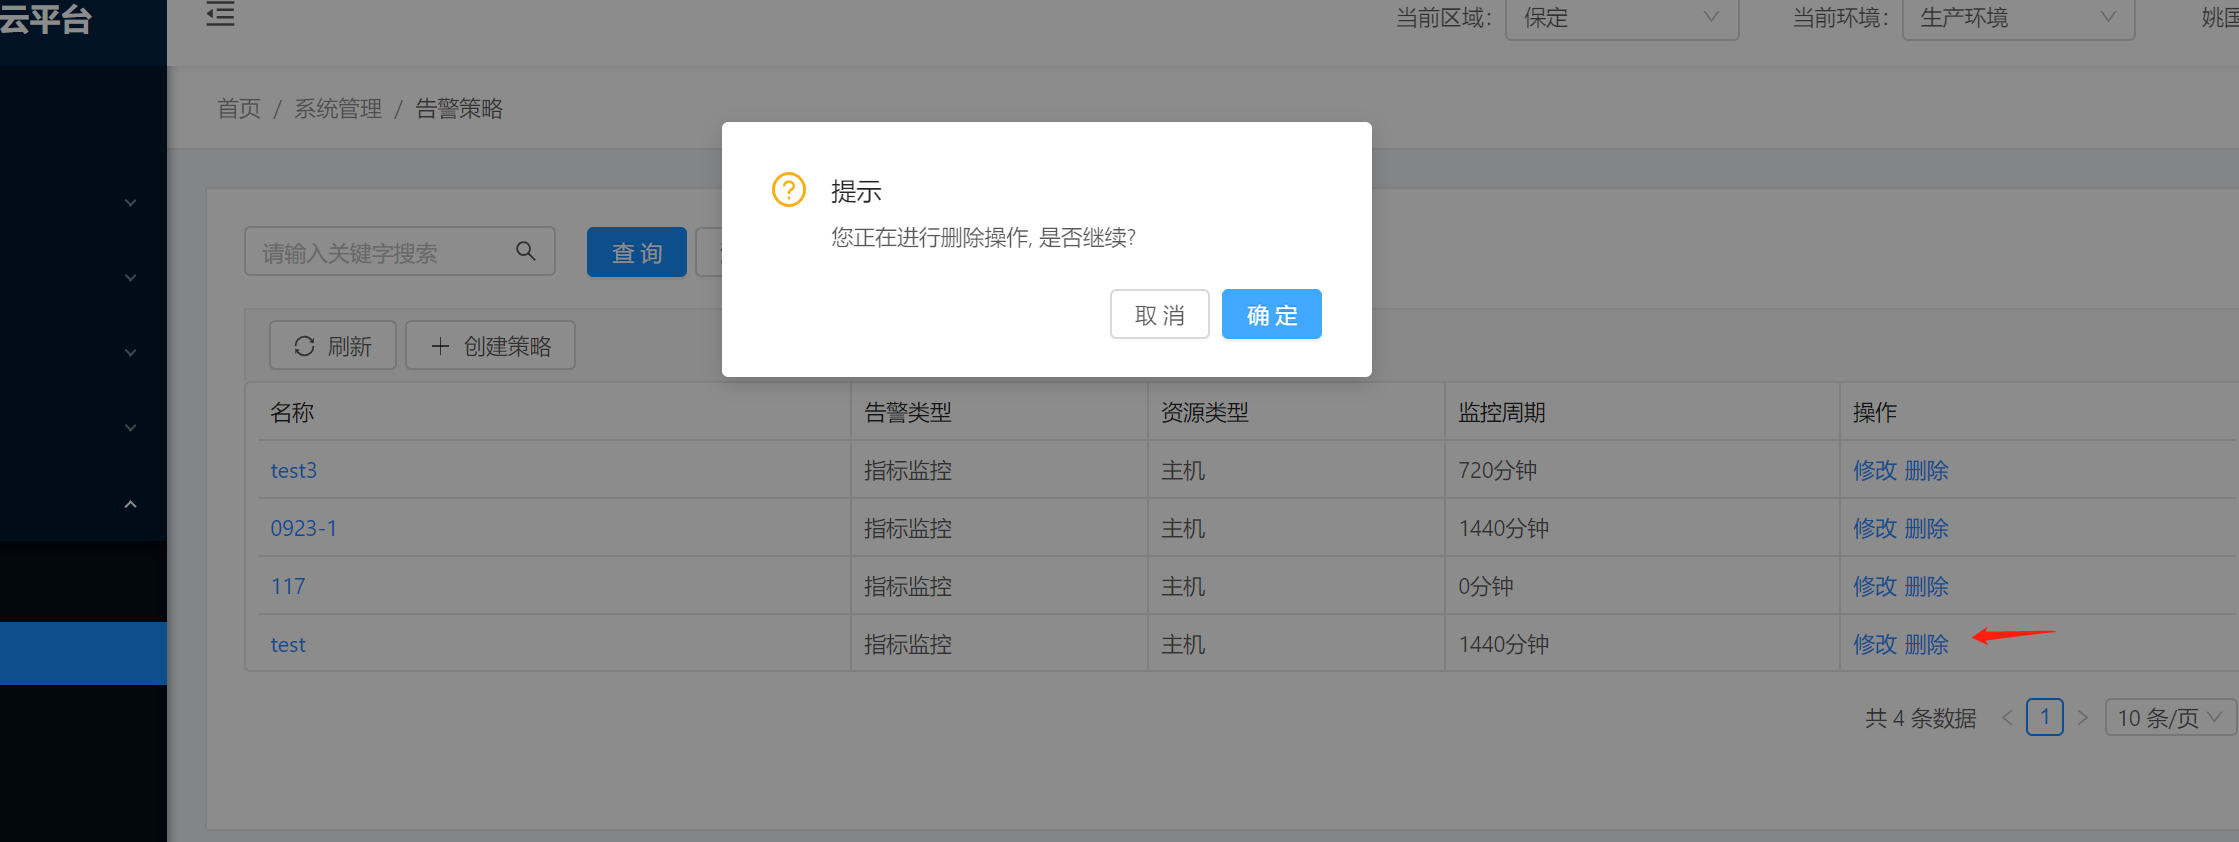 云平台
当前区域： 保定 当前环境： 生产环境 姚国
首页 / 系统管理 / 告警策略
提示
您正在进行删除操作, 是否继续?
取 消 确 定
请输入关键字搜索 查 询
刷新 创建策略
名称 告警类型 资源类型 监控周期 操作
test3 指标监控 主机 720分钟 修改 删除
0923-1 指标监控 主机 1440分钟 修改 删除
117 指标监控 主机 0分钟 修改 删除
test 指标监控 主机 1440分钟 修改 删除
共 4 条数据 < 1 > 10 条/页